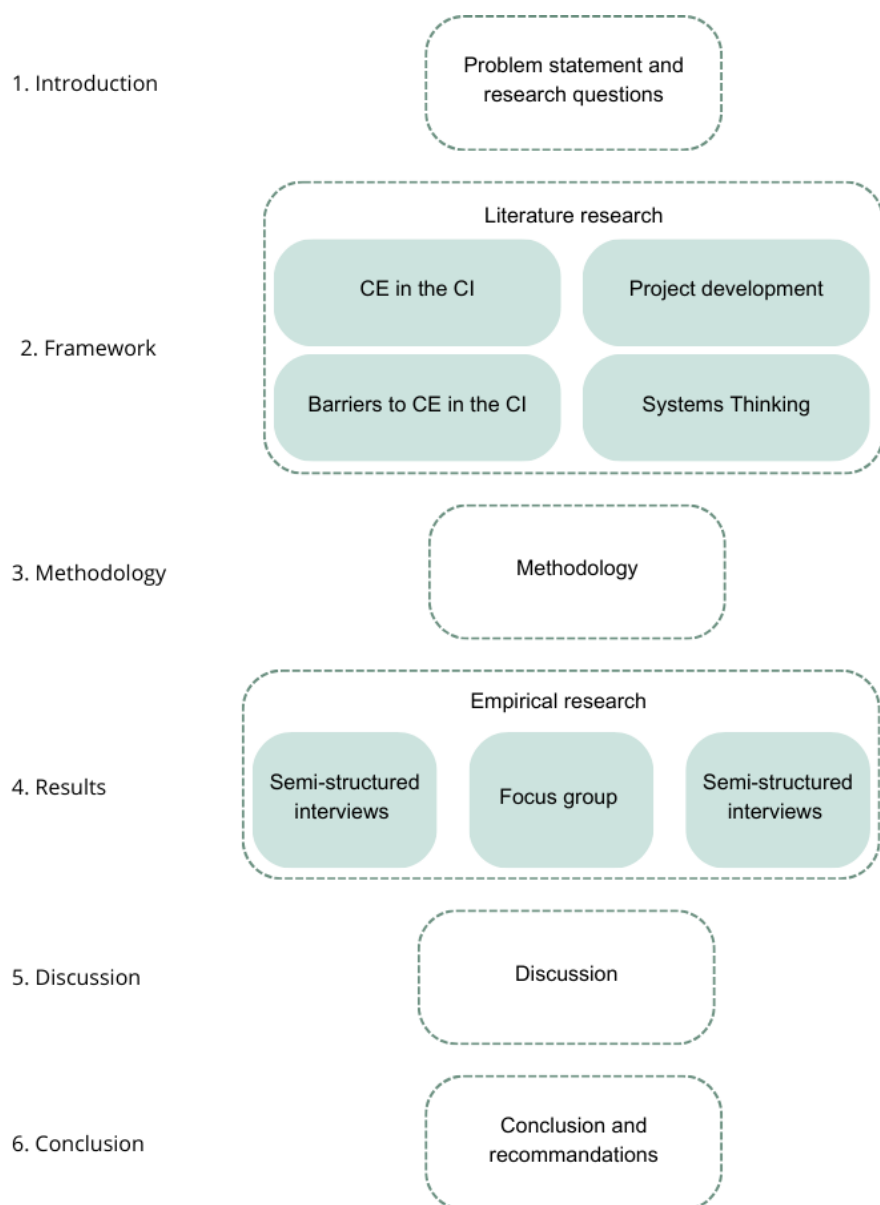 1. Introduction
Problem statement and
research questions
2. Framework
Literature research
CE in the CI
Project development
Barriers to CE in the CI
Systems Thinking
3. Methodology
Methodology
4. Results
Empirical research
Semi-structured
interviews
Focus group
Semi-structured
interviews
5. Discussion
Discussion
6. Conclusion
Conclusion and
recommandations